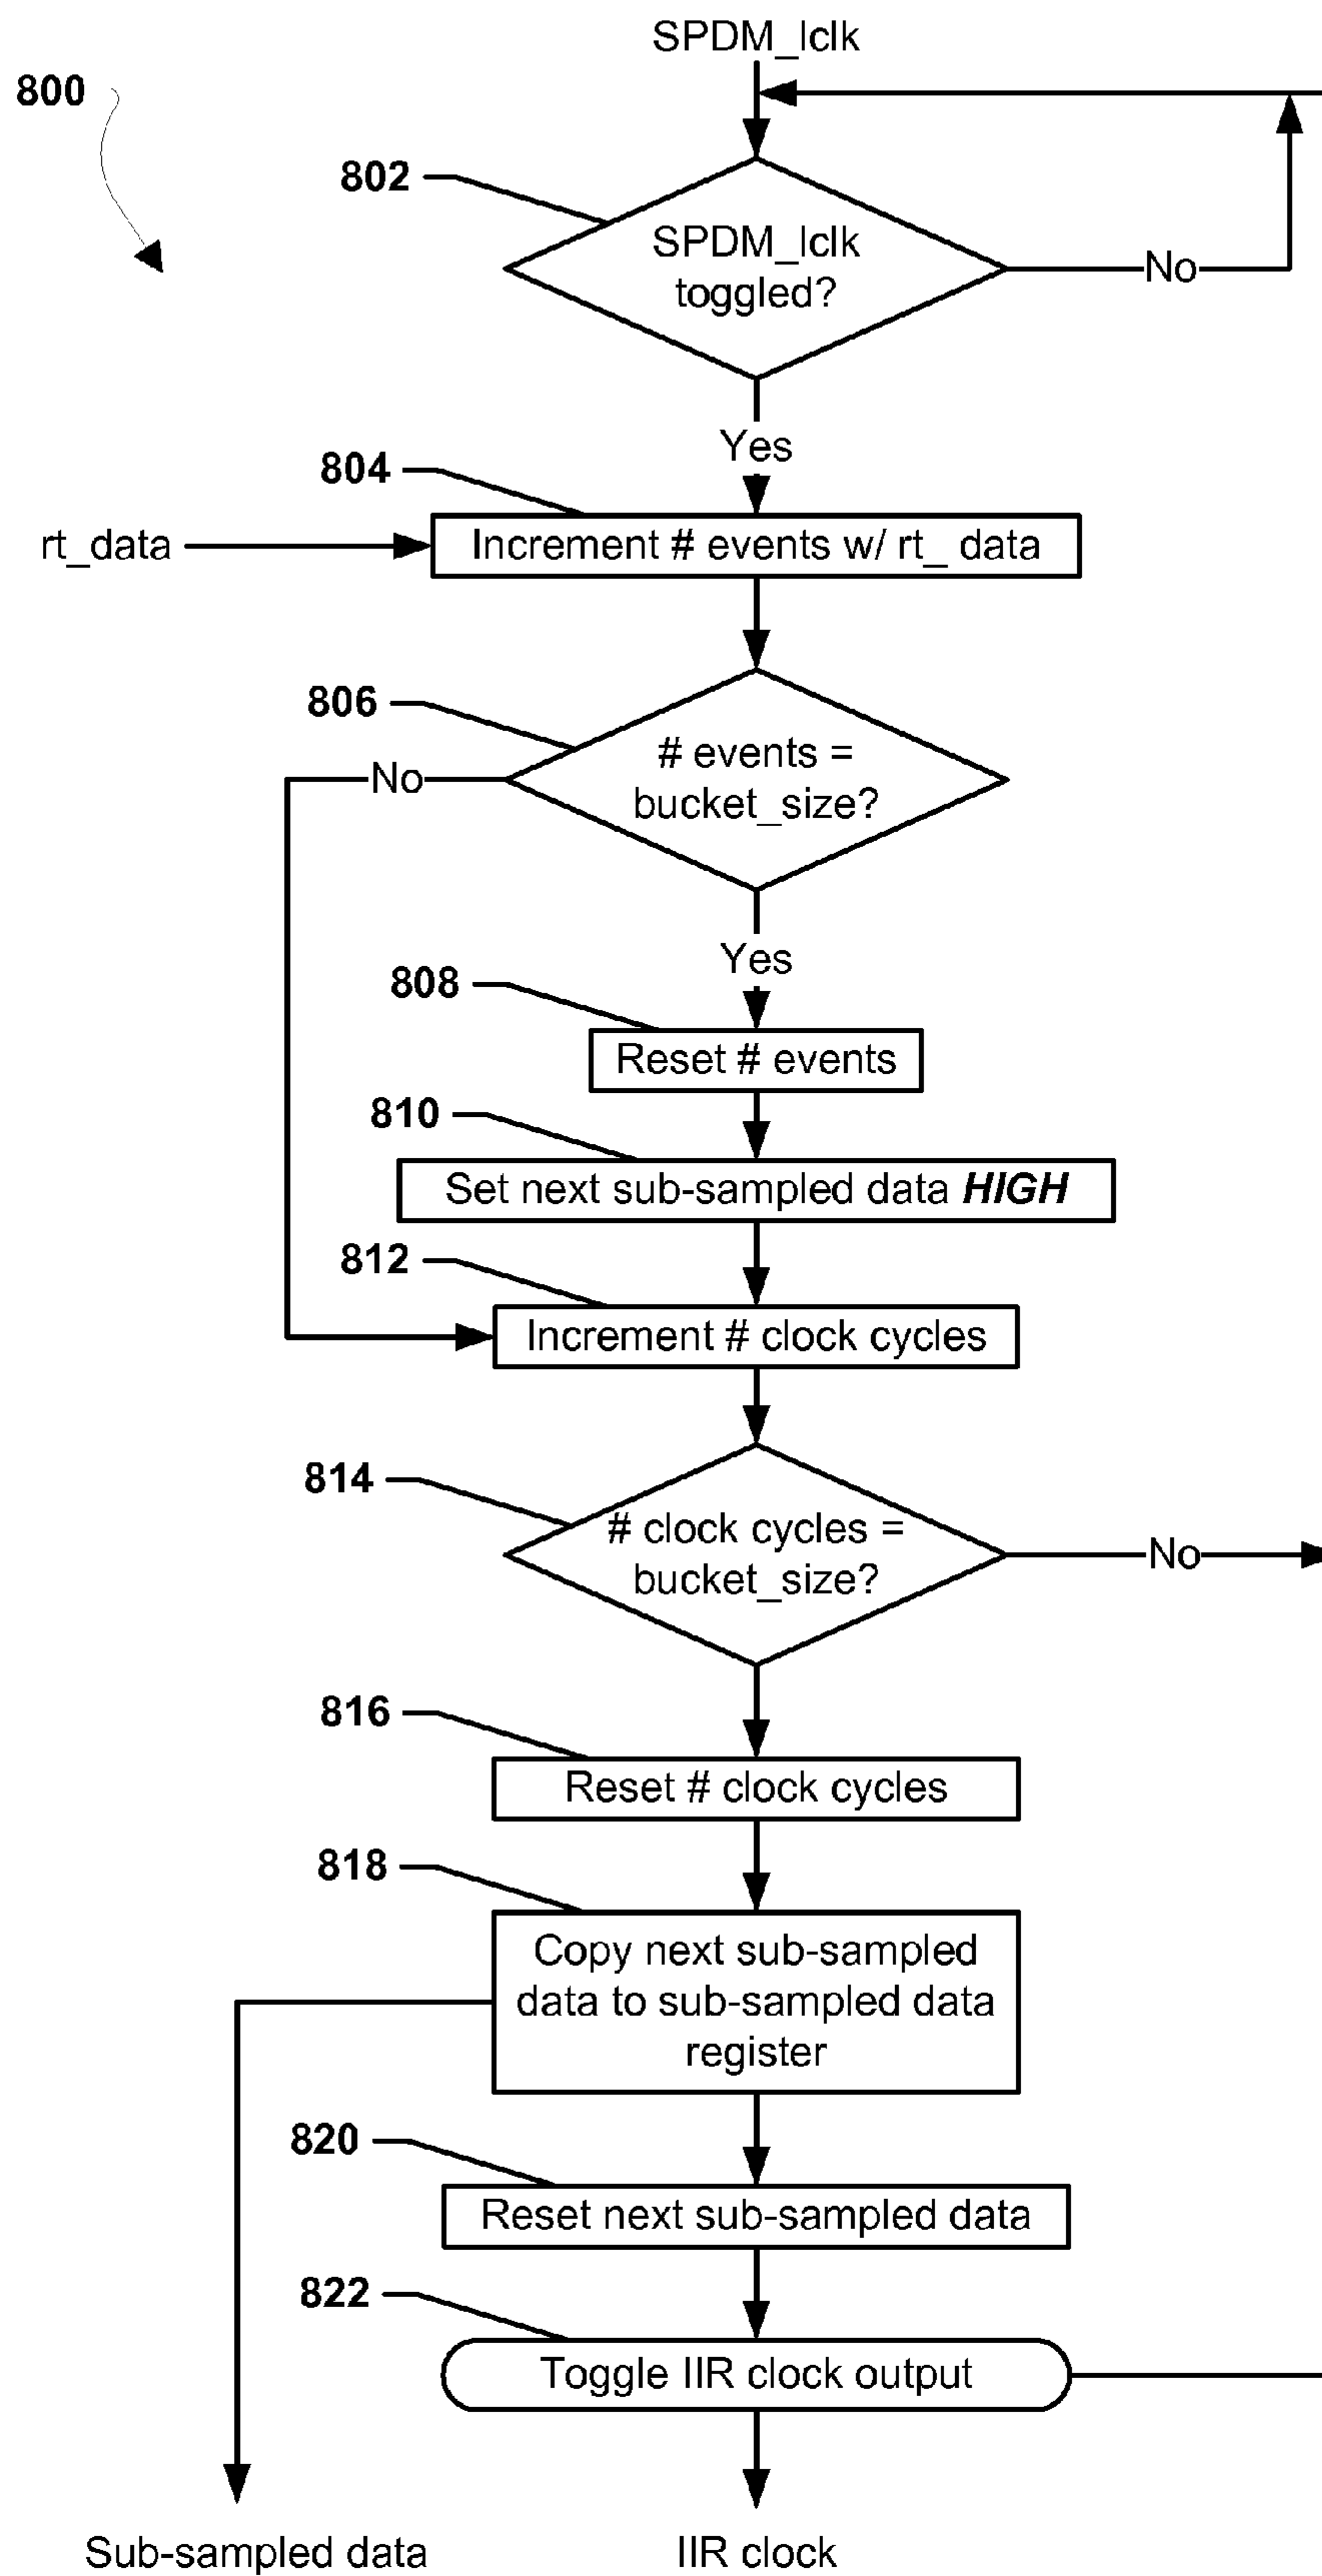 SPDM_lclk
800
802
SPDM_lclk
toggled?
No
Yes
804
rt_data
Increment # events w/ rt_ data
806
# events =
bucket_size?
No
Yes
808
Reset # events
810
Set next sub-sampled data HIGH
812
Increment # clock cycles
814
# clock cycles =
bucket_size?
No
816
Reset # clock cycles
818
Copy next sub-sampled
data to sub-sampled data
register
820
Reset next sub-sampled data
822
Toggle IIR clock output
Sub-sampled data
IIR clock